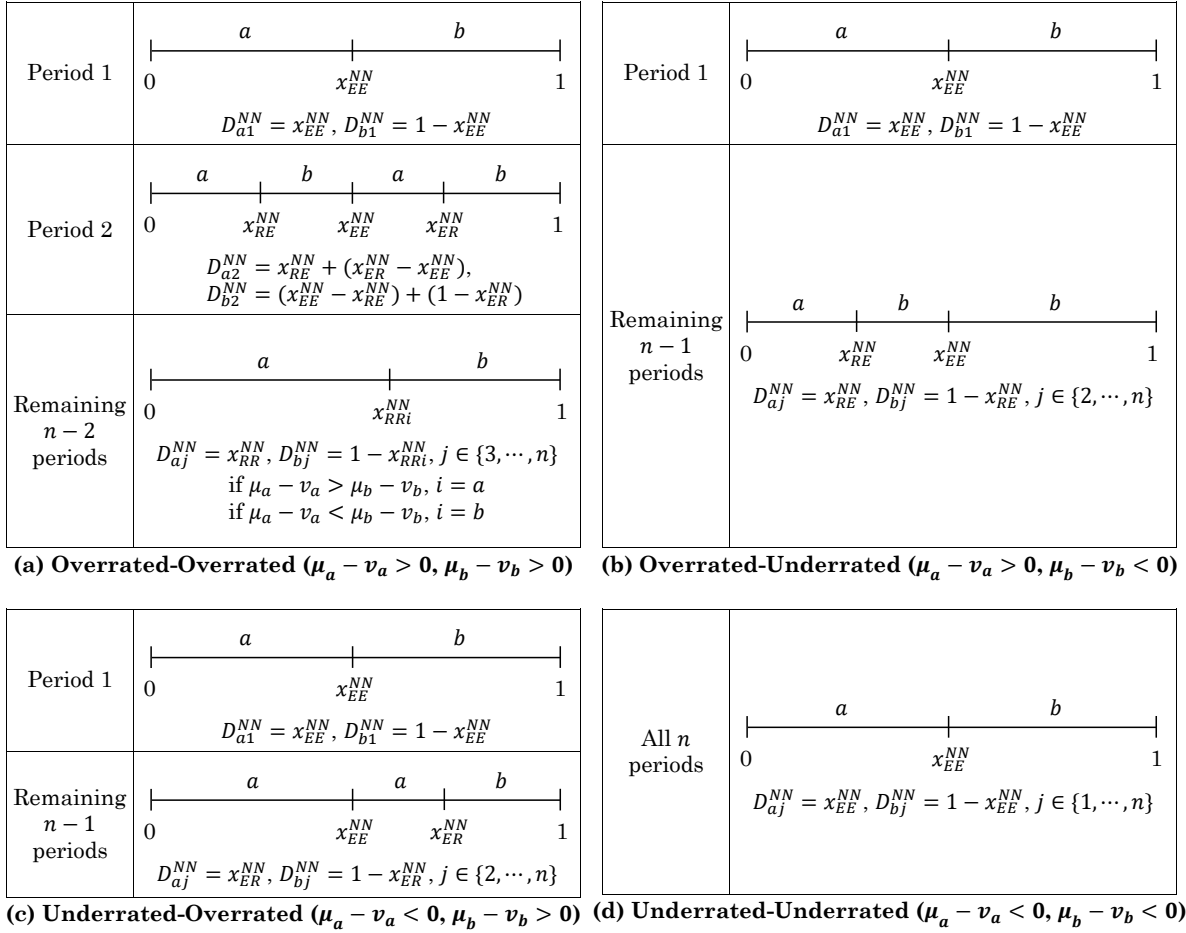 Period 1
a b
0 x_{EE}^{NN} 1
D_{a1}^{NN} = x_{EE}^{NN}, D_{b1}^{NN} = 1 − x_{EE}^{NN}
Period 2
a b a b
0 x_{RE}^{NN} x_{EE}^{NN} x_{ER}^{NN} 1
D_{a2}^{NN} = x_{RE}^{NN} + (x_{ER}^{NN} − x_{EE}^{NN}),
D_{b2}^{NN} = (x_{EE}^{NN} − x_{RE}^{NN}) + (1 − x_{ER}^{NN})
Remaining
n − 2
periods
a b
0 x_{RRi}^{NN} 1
D_{aj}^{NN} = x_{RR}^{NN}, D_{bj}^{NN} = 1 − x_{RRi}^{NN}, j ∈ {3, ⋯, n}
if μ_a − v_a > μ_b − v_b, i = a
if μ_a − v_a < μ_b − v_b, i = b
(a) Overrated-Overrated (μ_a − v_a > 0, μ_b − v_b > 0)
Period 1
a b
0 x_{EE}^{NN} 1
D_{a1}^{NN} = x_{EE}^{NN}, D_{b1}^{NN} = 1 − x_{EE}^{NN}
Remaining
n − 1
periods
a b b
0 x_{RE}^{NN} x_{EE}^{NN} 1
D_{aj}^{NN} = x_{RE}^{NN}, D_{bj}^{NN} = 1 − x_{RE}^{NN}, j ∈ {2, ⋯, n}
(b) Overrated-Underrated (μ_a − v_a > 0, μ_b − v_b < 0)
Period 1
a b
0 x_{EE}^{NN} 1
D_{a1}^{NN} = x_{EE}^{NN}, D_{b1}^{NN} = 1 − x_{EE}^{NN}
Remaining
n − 1
periods
a a b
0 x_{EE}^{NN} x_{ER}^{NN} 1
D_{aj}^{NN} = x_{ER}^{NN}, D_{bj}^{NN} = 1 − x_{ER}^{NN}, j ∈ {2, ⋯, n}
(c) Underrated-Overrated (μ_a − v_a < 0, μ_b − v_b > 0)
All n
periods
a b
0 x_{EE}^{NN} 1
D_{aj}^{NN} = x_{EE}^{NN}, D_{bj}^{NN} = 1 − x_{EE}^{NN}, j ∈ {1, ⋯, n}
(d) Underrated-Underrated (μ_a − v_a < 0, μ_b − v_b < 0)